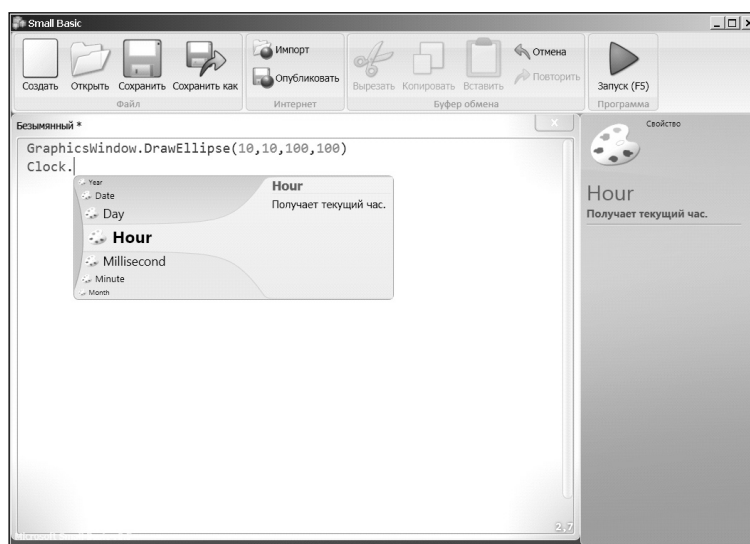 Small Basic
Создать
Открыть
Сохранить
Сохранить как
Файл
Импорт
Опубликовать
Интернет
Вырезать
Копировать
Вставить
Отмена
Повторить
Буфер обмена
Запуск (F5)
Программа
Безымянный *
X
GraphicsWindow.DrawEllipse(10,10,100,100)
Clock.
Year
Date
Day
Hour
Millisecond
Minute
Month
Hour
Получает текущий час.
2,7
Свойство
Hour
Получает текущий час.